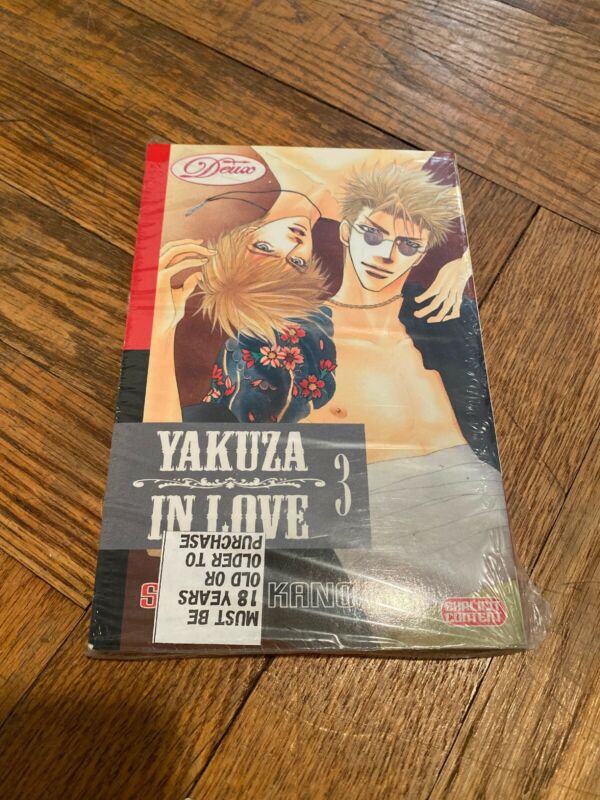 Deux
YAKUZA
IN LOVE
3
S
KANO
EXPLICIT
CONTENT
MUST BE
18 YEARS
OLD OR
OLDER TO
PURCHASE